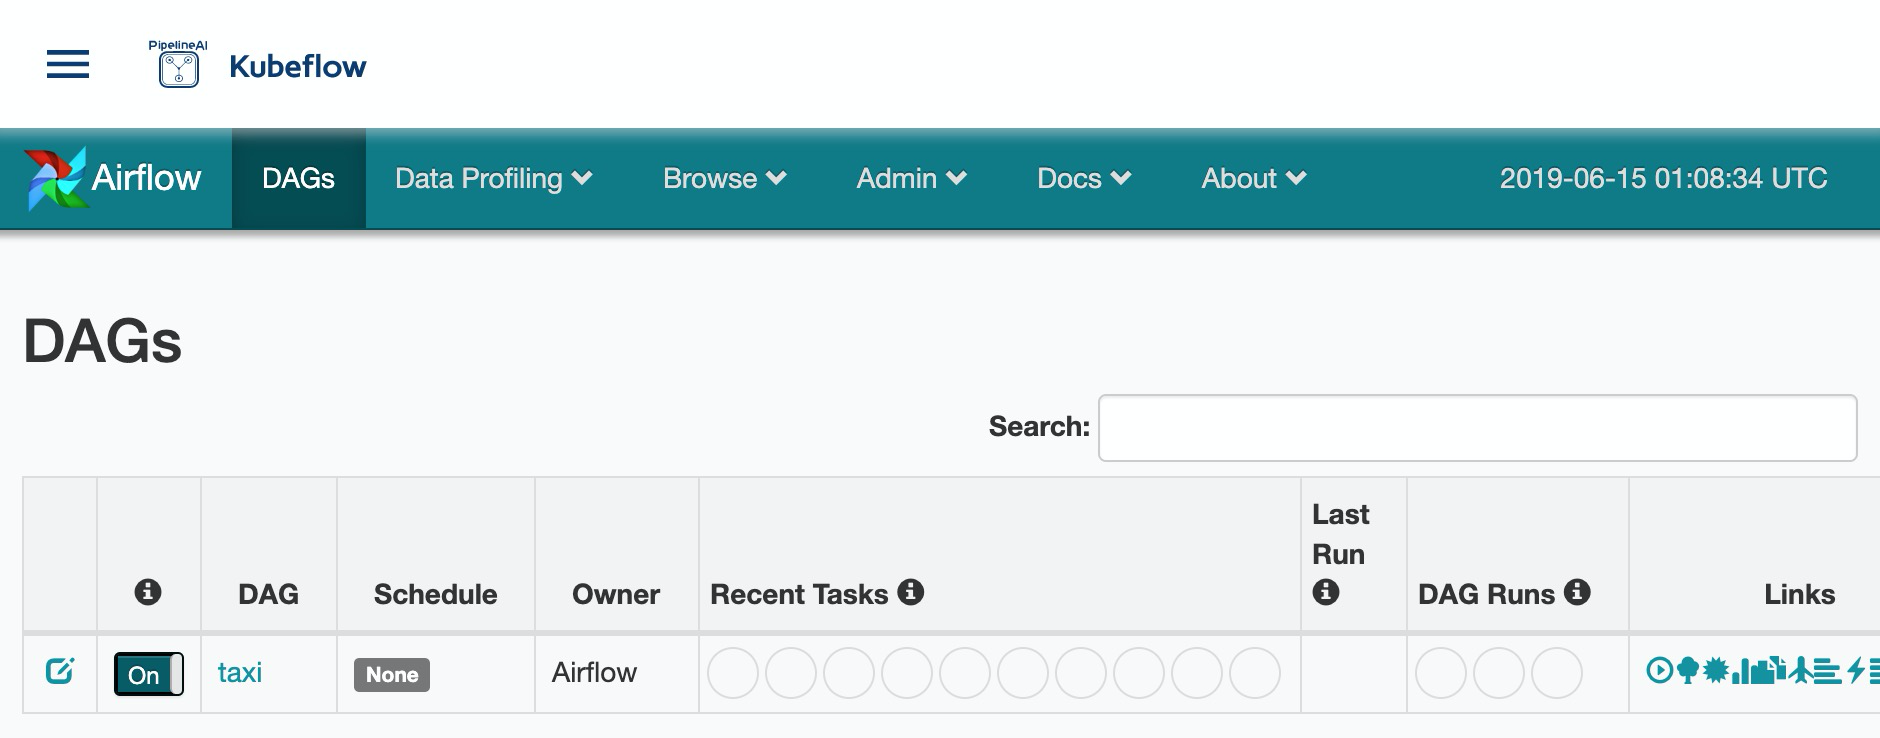 PipelineAI
Kubeflow
Airflow DAGs Data Profiling Browse Admin Docs About 2019-06-15 01:08:34 UTC
DAGs
Search:
DAG Schedule Owner Recent Tasks Last Run DAG Runs Links
On taxi None Airflow